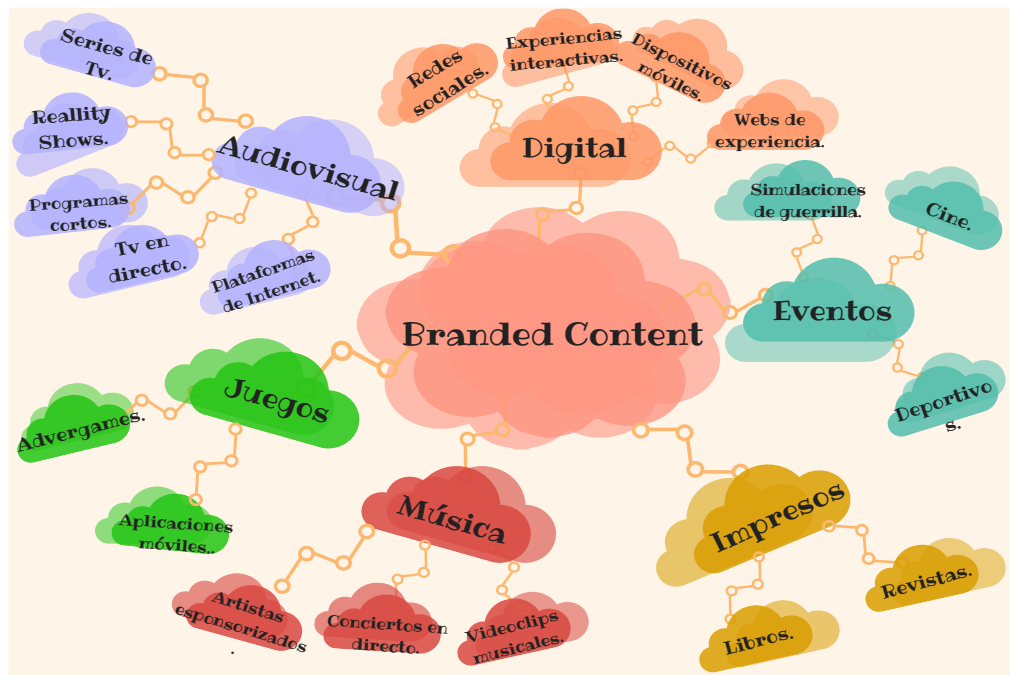 Series de
Tv.
Reallity
Shows.
Programas
cortos.
Tv en
directo.
Plataformas
de Internet.
Audiovisual
Redes
sociales.
Experiencias
interactivas.
Dispositivos
móviles.
Webs de
experiencia.
Digital
Simulaciones
de guerrilla.
Cine.
Eventos
Deportivo
s.
Branded Content
Juegos
Advergames.
Aplicaciones
móviles..
Música
Artistas
esponsorizados
.
Conciertos en
directo.
Videoclips
musicales.
Impresos
Revistas.
Libros.